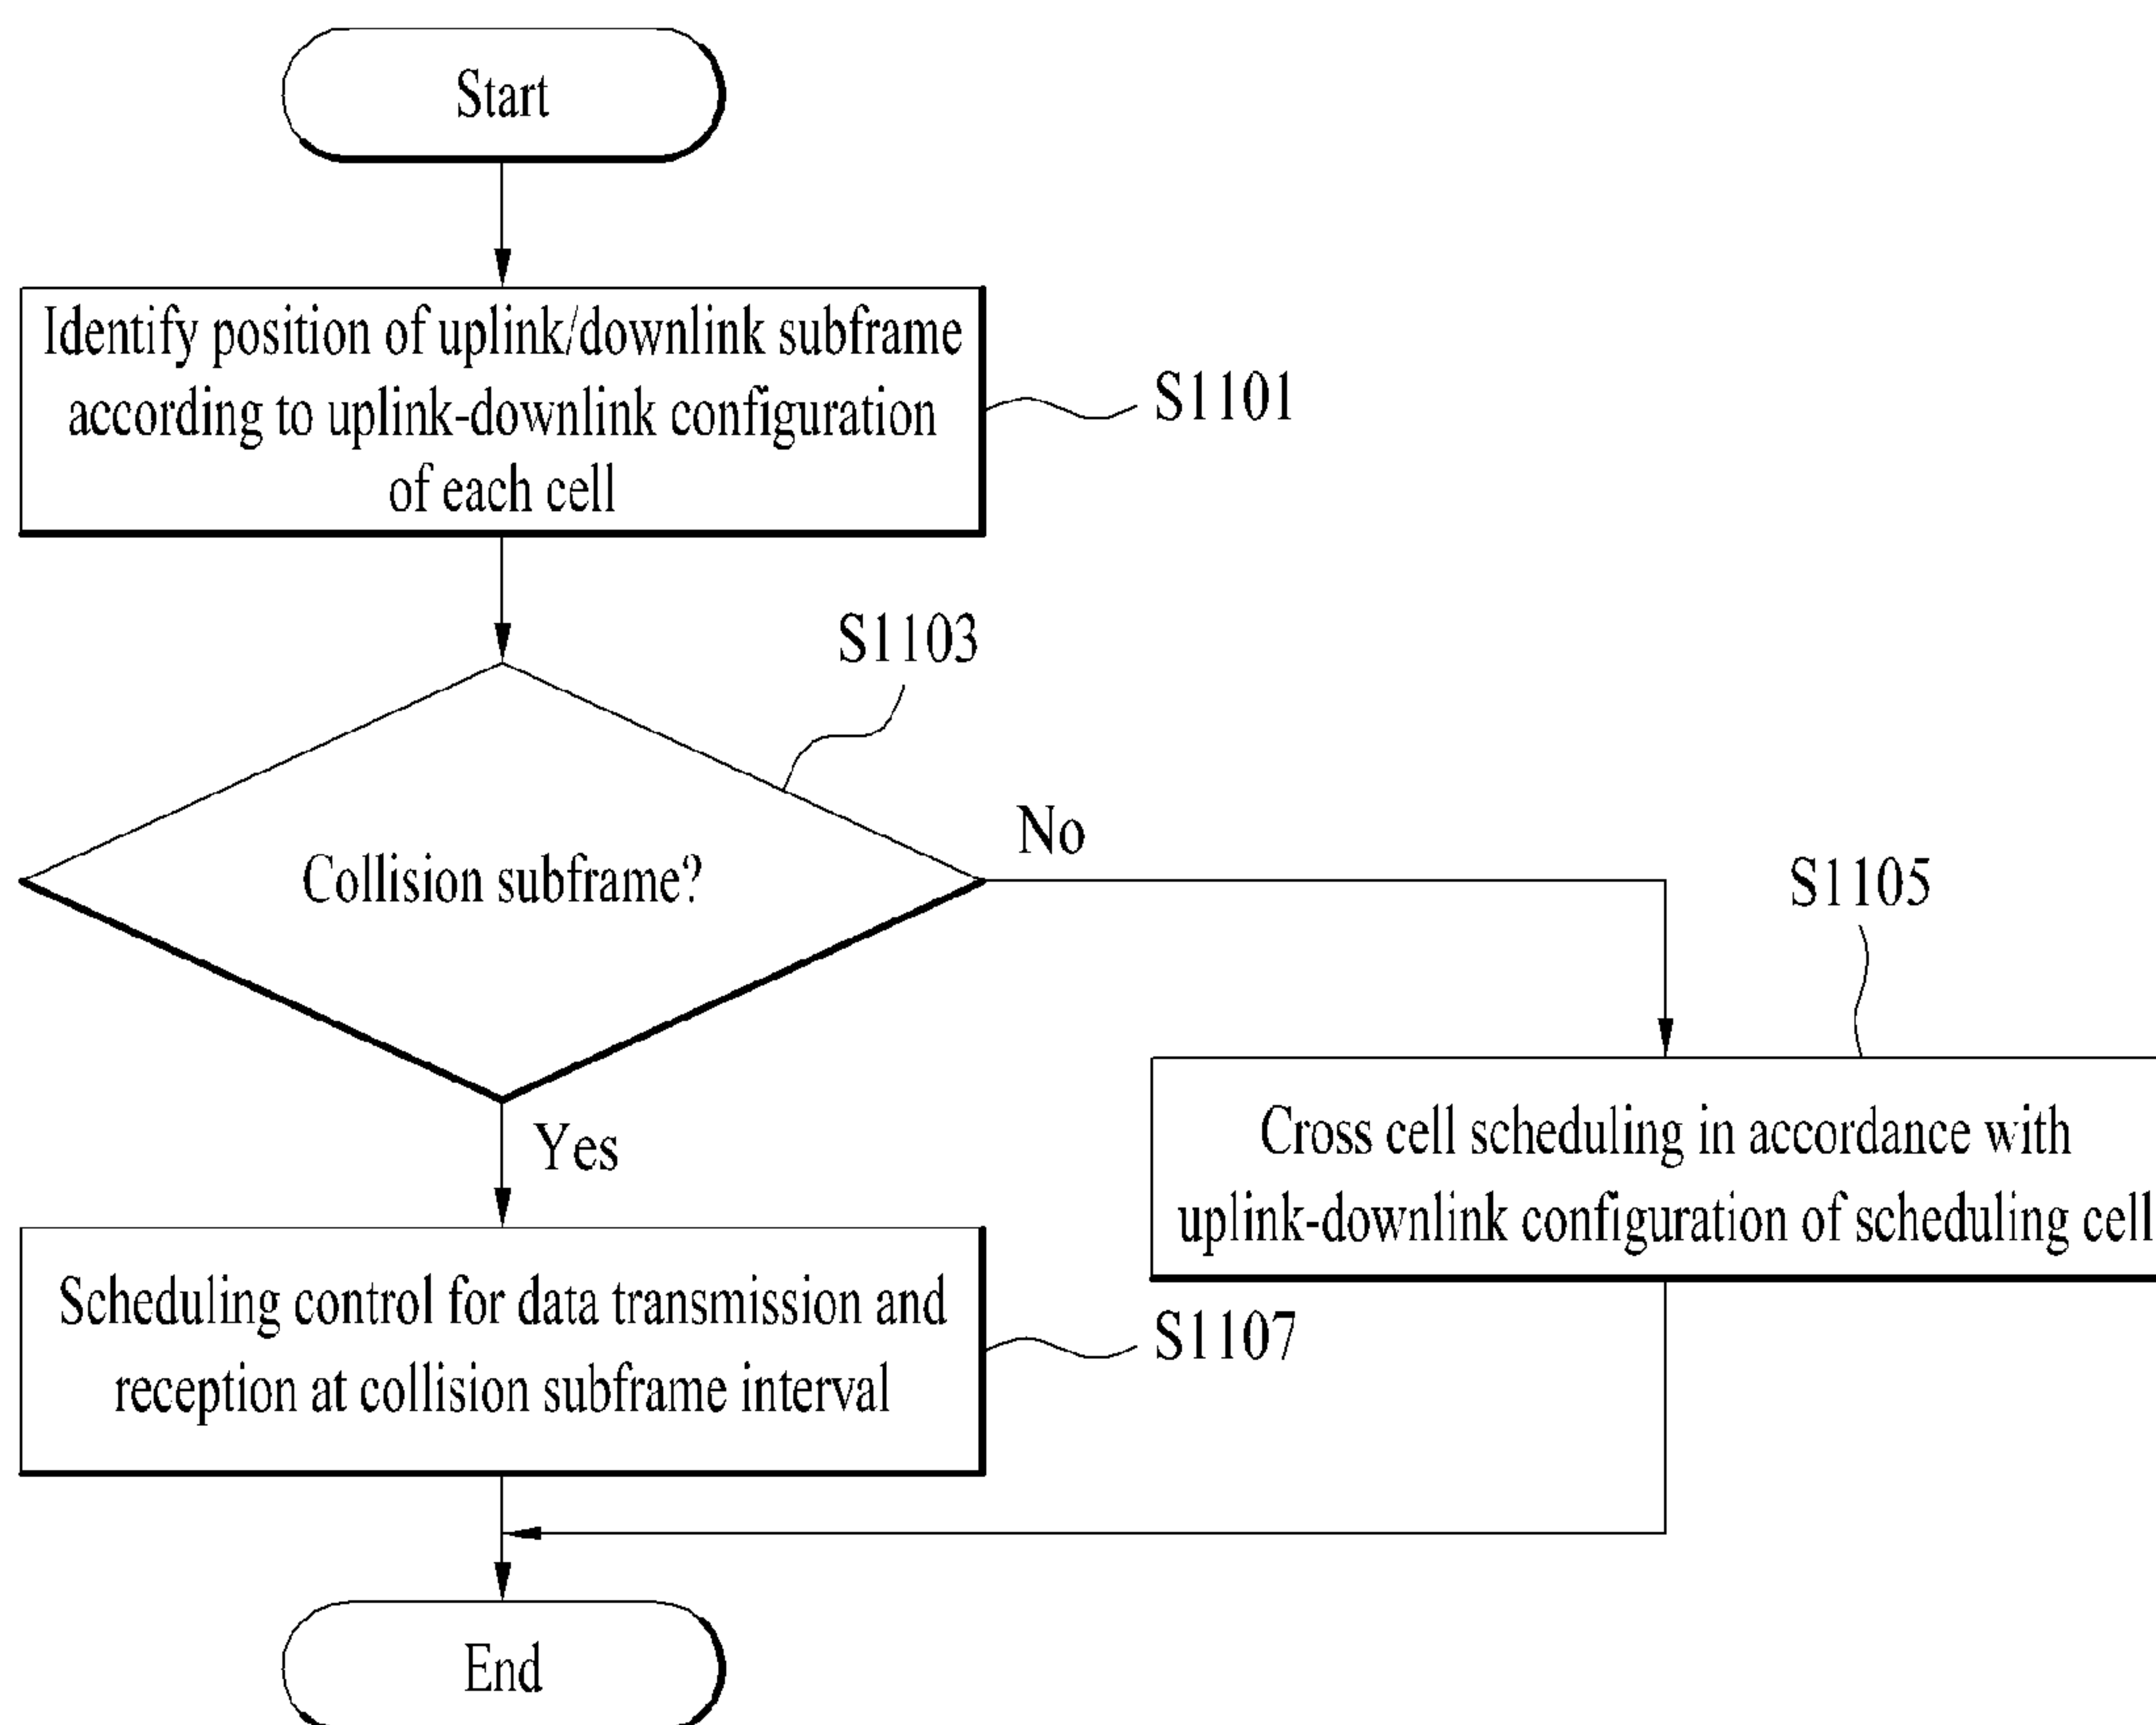 Start
Identify position of uplink/downlink subframe
according to uplink-downlink configuration
of each cell
S1101
S1103
Collision subframe?
No
S1105
Yes
Cross cell scheduling in accordance with
uplink-downlink configuration of scheduling cell
Scheduling control for data transmission and
reception at collision subframe interval
S1107
End